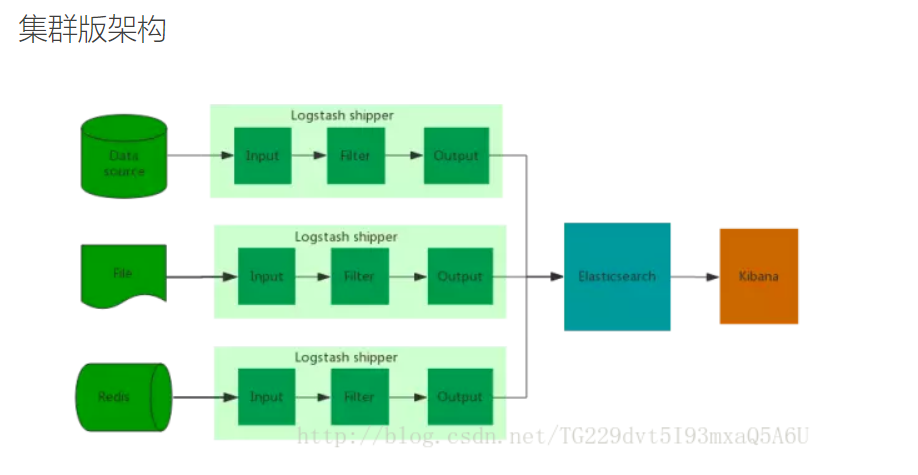 集群版架构
Logstash shipper
Data
source
Input
Filter
Output
Logstash shipper
File
Input
Filter
Output
Elasticsearch
Kibana
Logstash shipper
Redis
Input
Filter
Output
http://blog.csdn.net/TG229dvt5I93mxaQ5A6U